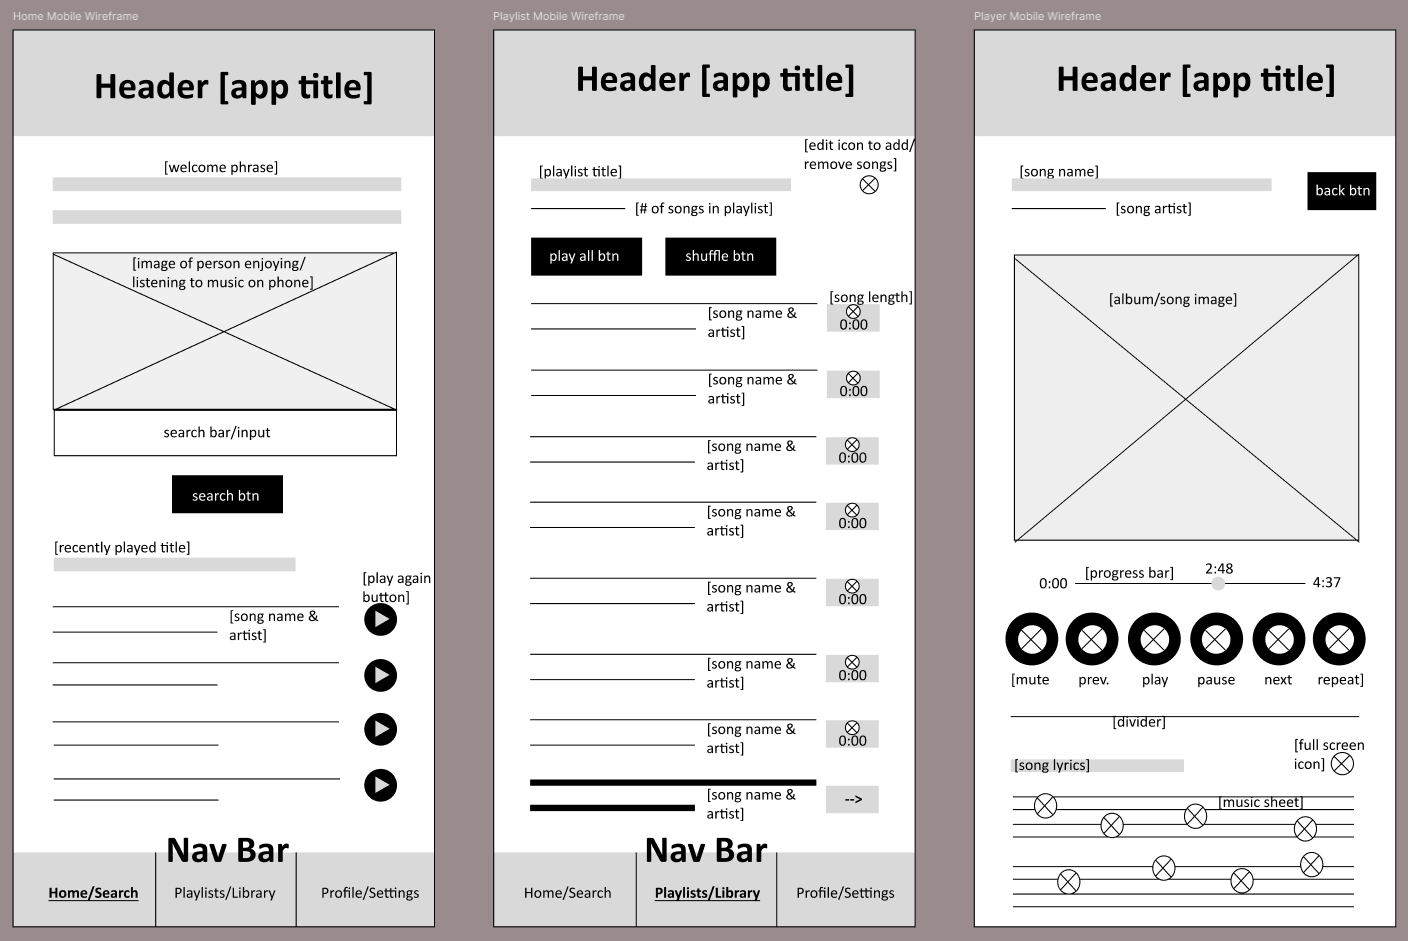 Home Mobile Wireframe
Header [app title]
[welcome phrase]
[image of person enjoying/
listening to music on phone]
search bar/input
search btn
[recently played title]
[play again
button]
[song name &
artist]
Nav Bar
Home/Search
Playlists/Library
Profile/Settings
Playlist Mobile Wireframe
Header [app title]
[edit icon to add/
remove songs]
[playlist title]
[# of songs in playlist]
play all btn
shuffle btn
[song length]
[song name &
artist]
0:00
[song name &
artist]
0:00
[song name &
artist]
0:00
[song name &
artist]
0:00
[song name &
artist]
0:00
[song name &
artist]
0:00
[song name &
artist]
0:00
[song name &
artist]
-->
Nav Bar
Home/Search
Playlists/Library
Profile/Settings
Player Mobile Wireframe
Header [app title]
[song name]
back btn
[song artist]
[album/song image]
0:00
[progress bar]
2:48
4:37
[mute
prev.
play
pause
next
repeat]
[divider]
[full screen
icon]
[song lyrics]
[music sheet]